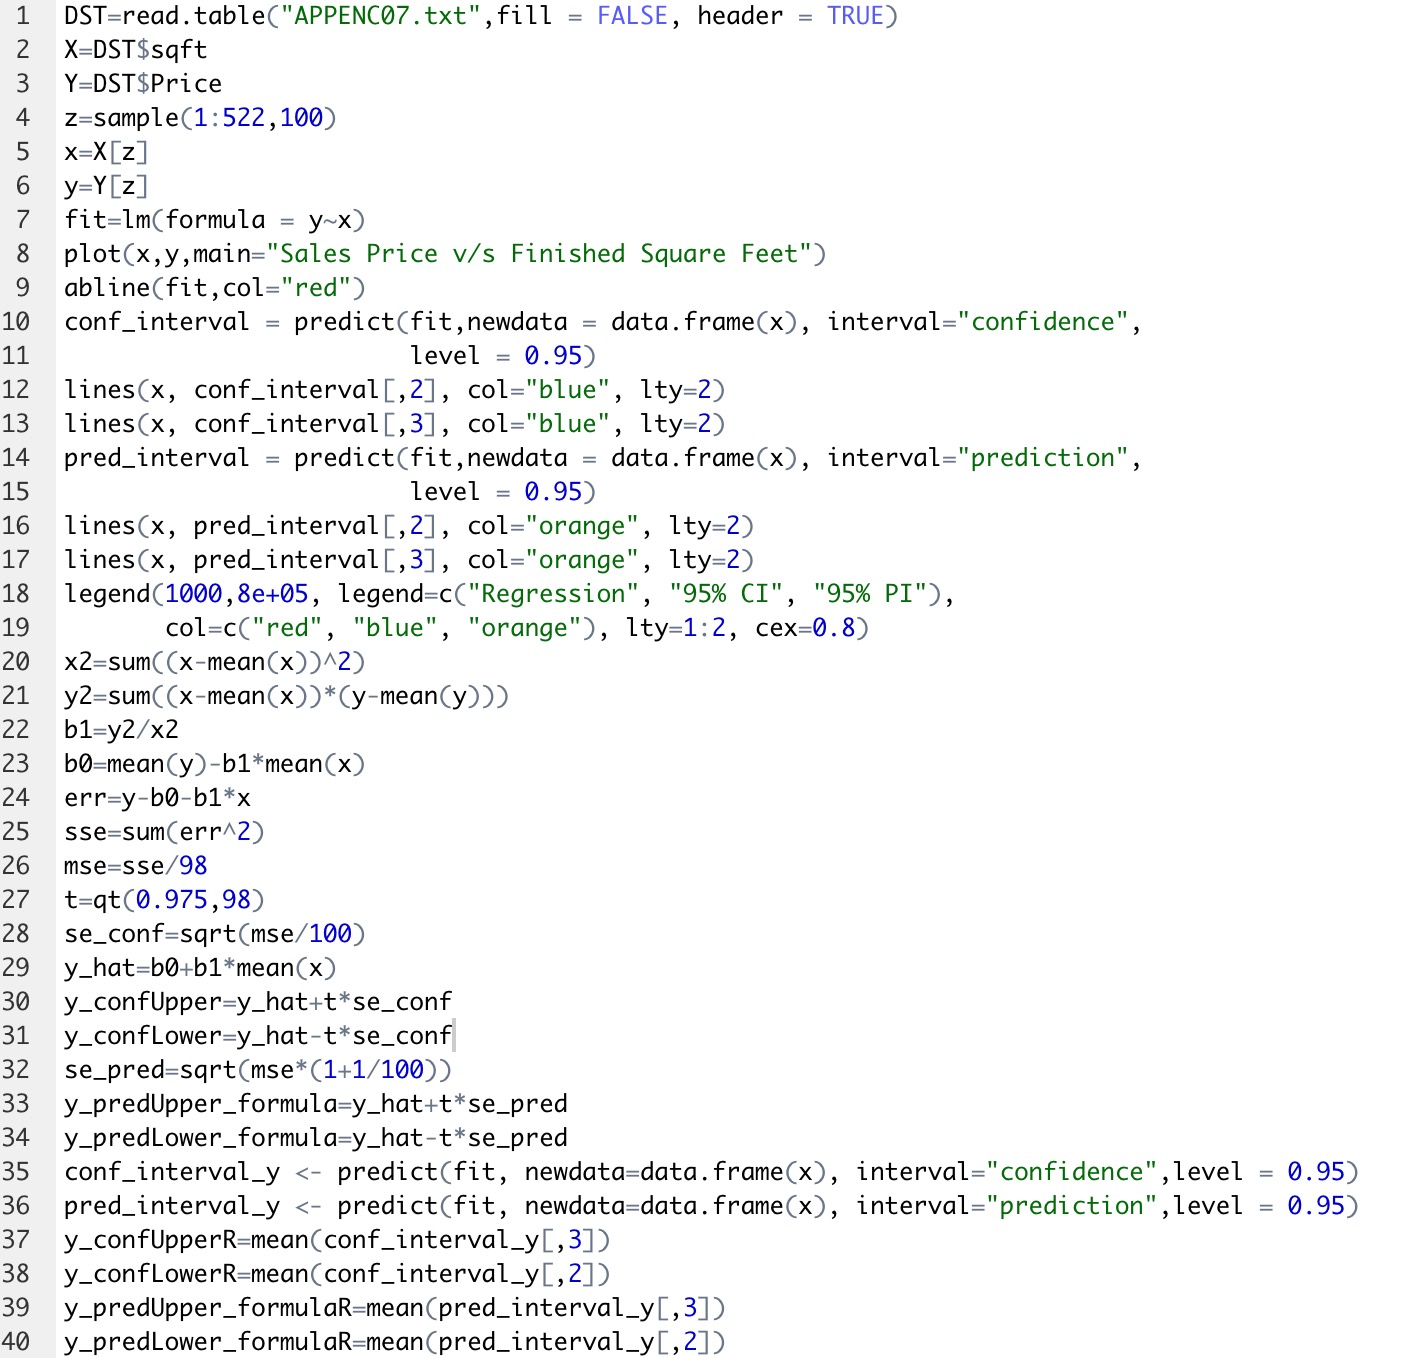 1 DST=read.table("APPENC07.txt",fill = FALSE, header = TRUE)
2 X=DST$sqft
3 Y=DST$Price
4 z=sample(1:522,100)
5 x=X[z]
6 y=Y[z]
7 fit=lm(formula = y~x)
8 plot(x,y,main="Sales Price v/s Finished Square Feet")
9 abline(fit,col="red")
10 conf_interval = predict(fit,newdata = data.frame(x), interval="confidence",
11                         level = 0.95)
12 lines(x, conf_interval[,2], col="blue", lty=2)
13 lines(x, conf_interval[,3], col="blue", lty=2)
14 pred_interval = predict(fit,newdata = data.frame(x), interval="prediction",
15                         level = 0.95)
16 lines(x, pred_interval[,2], col="orange", lty=2)
17 lines(x, pred_interval[,3], col="orange", lty=2)
18 legend(1000,8e+05, legend=c("Regression", "95% CI", "95% PI"),
19        col=c("red", "blue", "orange"), lty=1:2, cex=0.8)
20 x2=sum((x-mean(x))^2)
21 y2=sum((x-mean(x))*(y-mean(y)))
22 b1=y2/x2
23 b0=mean(y)-b1*mean(x)
24 err=y-b0-b1*x
25 sse=sum(err^2)
26 mse=sse/98
27 t=qt(0.975,98)
28 se_conf=sqrt(mse/100)
29 y_hat=b0+b1*mean(x)
30 y_confUpper=y_hat+t*se_conf
31 y_confLower=y_hat-t*se_conf
32 se_pred=sqrt(mse*(1+1/100))
33 y_predUpper_formula=y_hat+t*se_pred
34 y_predLower_formula=y_hat-t*se_pred
35 conf_interval_y <- predict(fit, newdata=data.frame(x), interval="confidence",level = 0.95)
36 pred_interval_y <- predict(fit, newdata=data.frame(x), interval="prediction",level = 0.95)
37 y_confUpperR=mean(conf_interval_y[,3])
38 y_confLowerR=mean(conf_interval_y[,2])
39 y_predUpper_formulaR=mean(pred_interval_y[,3])
40 y_predLower_formulaR=mean(pred_interval_y[,2])